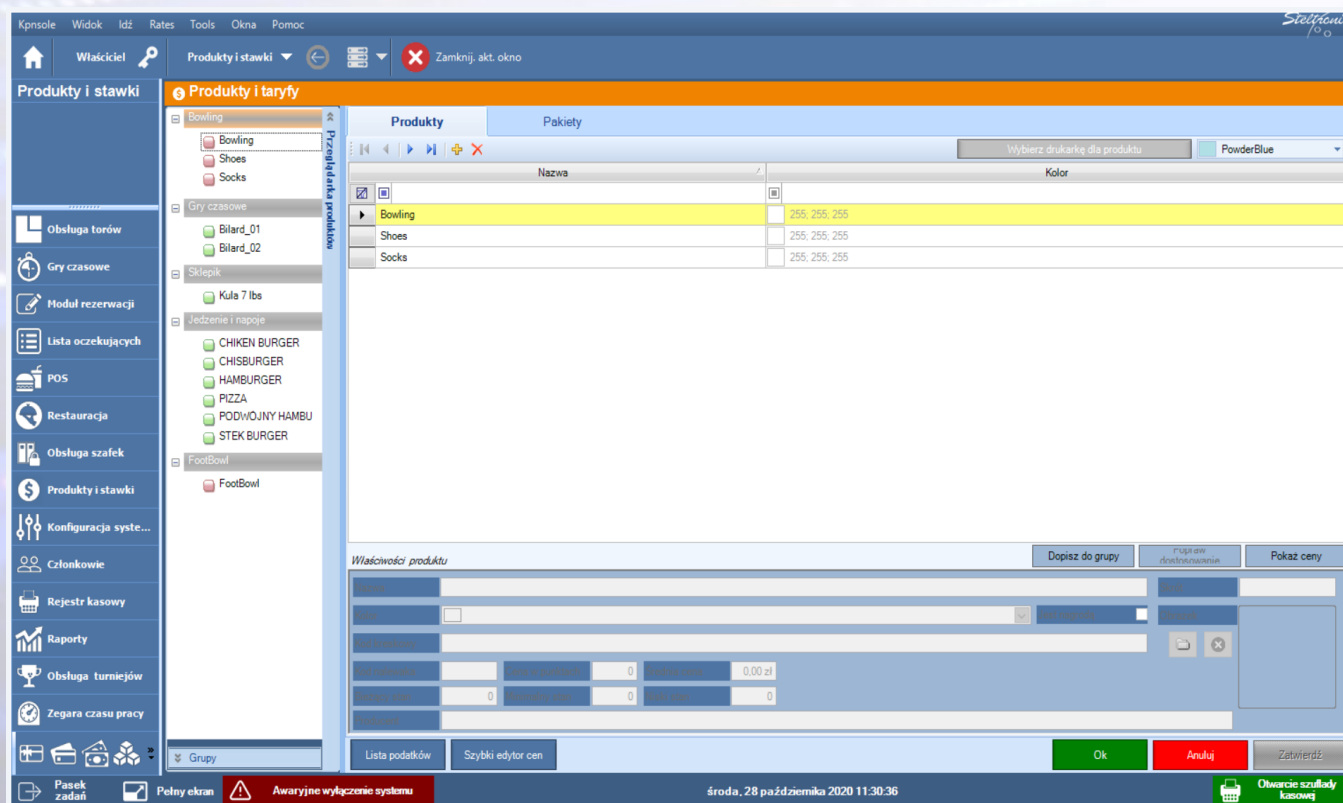 Kpnsole Widok Idź Rates Tools Okna Pomoc
Steltronic
Właściciel Produkty i stawki Zamknij. akt. okno
Produkty i stawki
Produkty i taryfy
Bowling
Bowling
Shoes
Socks
Gry czasowe
Bilard_01
Bilard_02
Sklepik
Kula 7 lbs
Jedzenie i napoje
CHIKEN BURGER
CHISBURGER
HAMBURGER
PIZZA
PODWÓJNY HAMBU
STEK BURGER
FootBowl
FootBowl
Przeglądarka produktów
Grupy
Obsługa torów
Gry czasowe
Moduł rezerwacji
Lista oczekujących
POS
Restauracja
Obsługa szafek
Produkty i stawki
Konfiguracja syste...
Członkowie
Rejestr kasowy
Raporty
Obsługa turniejów
Zegara czasu pracy
Produkty Pakiety
Wybierz drukarkę dla produktu PowderBlue
Nazwa Kolor
Bowling 255; 255; 255
Shoes 255; 255; 255
Socks 255; 255; 255
Właściwości produktu Dopisz do grupy Popraw dostosowanie Pokaż ceny
0 0 0,00 zł
0 0 0
Lista podatków Szybki edytor cen Ok Anuluj Zatwierdź
Pasek zadań Pełny ekran Awaryjne wyłączenie systemu środa, 28 października 2020 11:30:36 Otwarcie szuflady kasowej